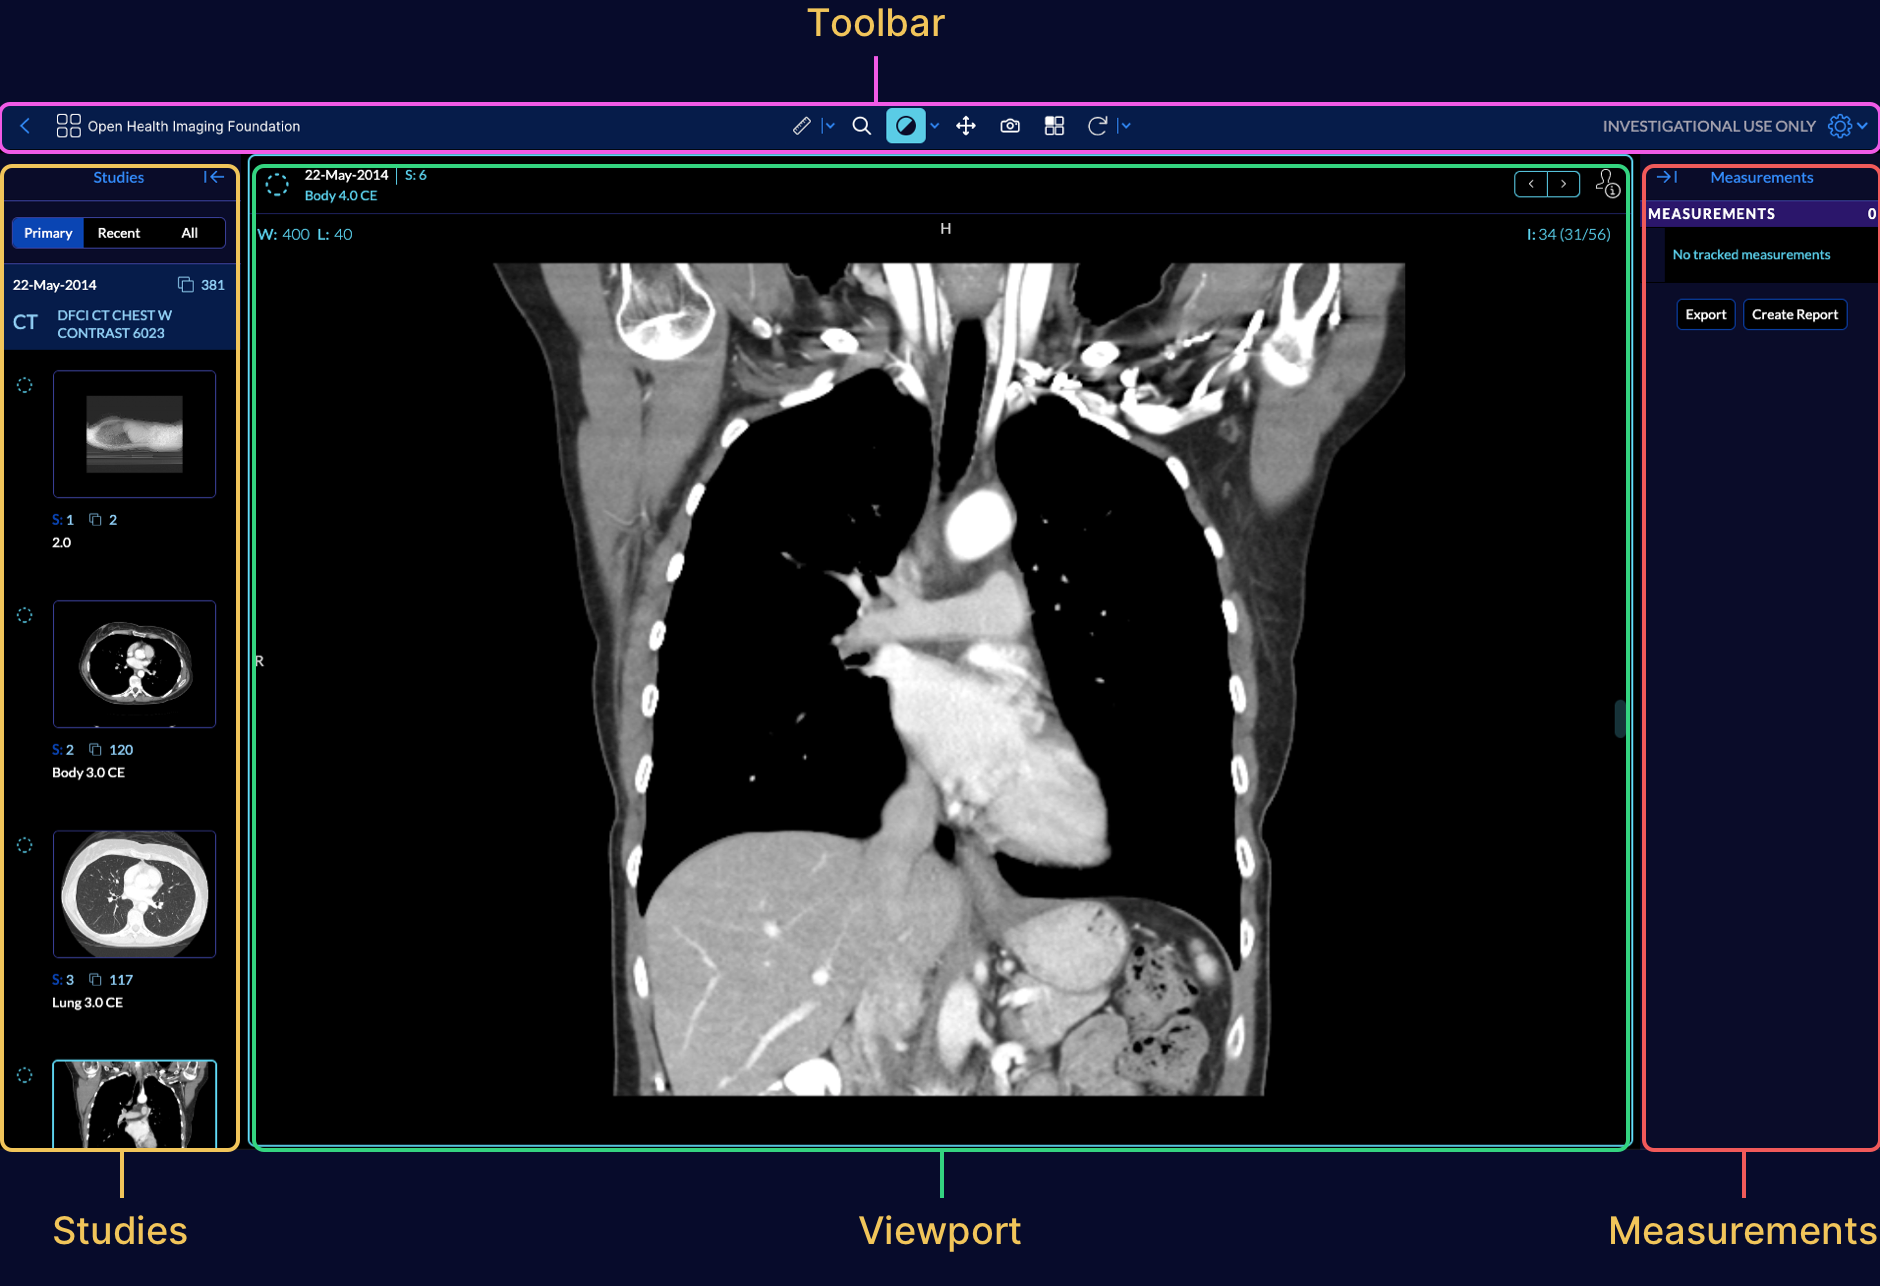 Toolbar
Open Health Imaging Foundation
INVESTIGATIONAL USE ONLY
Studies
Primary Recent All
22-May-2014 381
CT DFCI CT CHEST W
CONTRAST 6023
S: 1 2
2.0
S: 2 120
Body 3.0 CE
S: 3 117
Lung 3.0 CE
22-May-2014 S: 6
Body 4.0 CE
W: 400 L: 40
H
I: 34 (31/56)
R
Measurements
MEASUREMENTS 0
No tracked measurements
Export Create Report
Studies
Viewport
Measurements